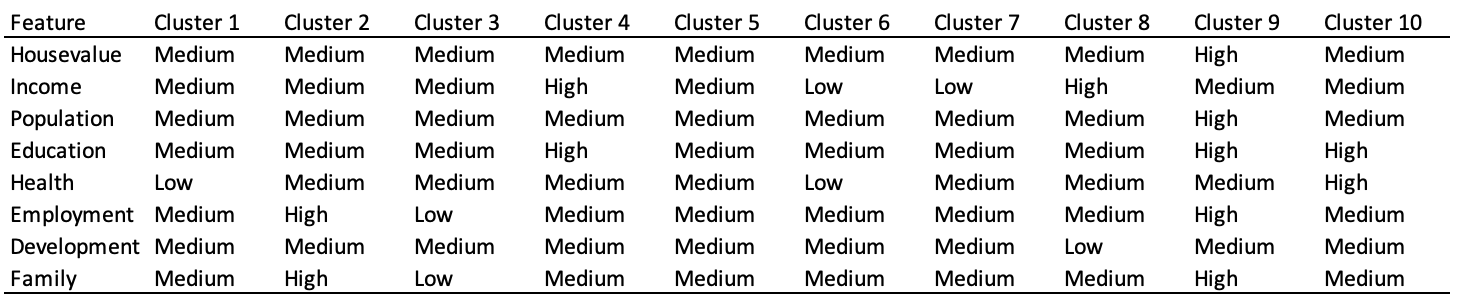 Feature Cluster 1 Cluster 2 Cluster 3 Cluster 4 Cluster 5 Cluster 6 Cluster 7 Cluster 8 Cluster 9 Cluster 10
Housevalue Medium Medium Medium Medium Medium Medium Medium Medium High Medium
Income Medium Medium Medium High Medium Low Low High Medium Medium
Population Medium Medium Medium Medium Medium Medium Medium Medium High Medium
Education Medium Medium Medium High Medium Medium Medium Medium High High
Health Low Medium Medium Medium Medium Low Medium Medium Medium High
Employment Medium High Low Medium Medium Medium Medium Medium High Medium
Development Medium Medium Medium Medium Medium Medium Medium Low Medium Medium
Family Medium High Low Medium Medium Medium Medium Medium High Medium